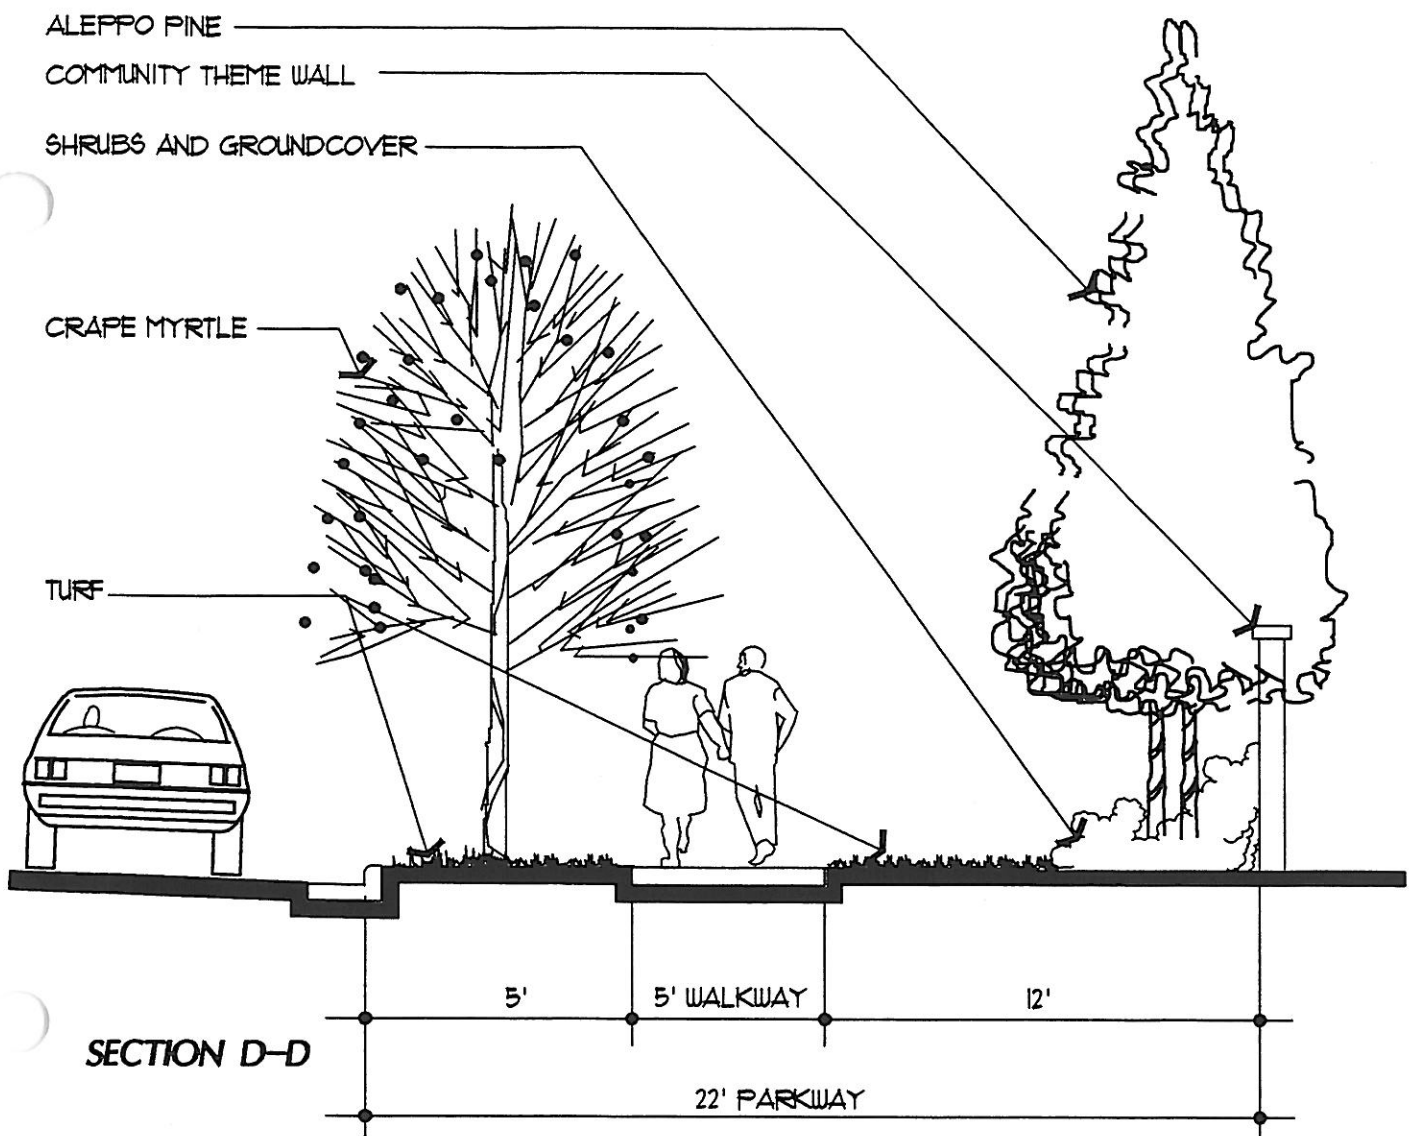 ALEPPO PINE
COMMUNITY THEME WALL
SHRUBS AND GROUNDCOVER
CRAPE MYRTLE
TURF
5'
5' WALKWAY
12'
SECTION D-D
22' PARKWAY